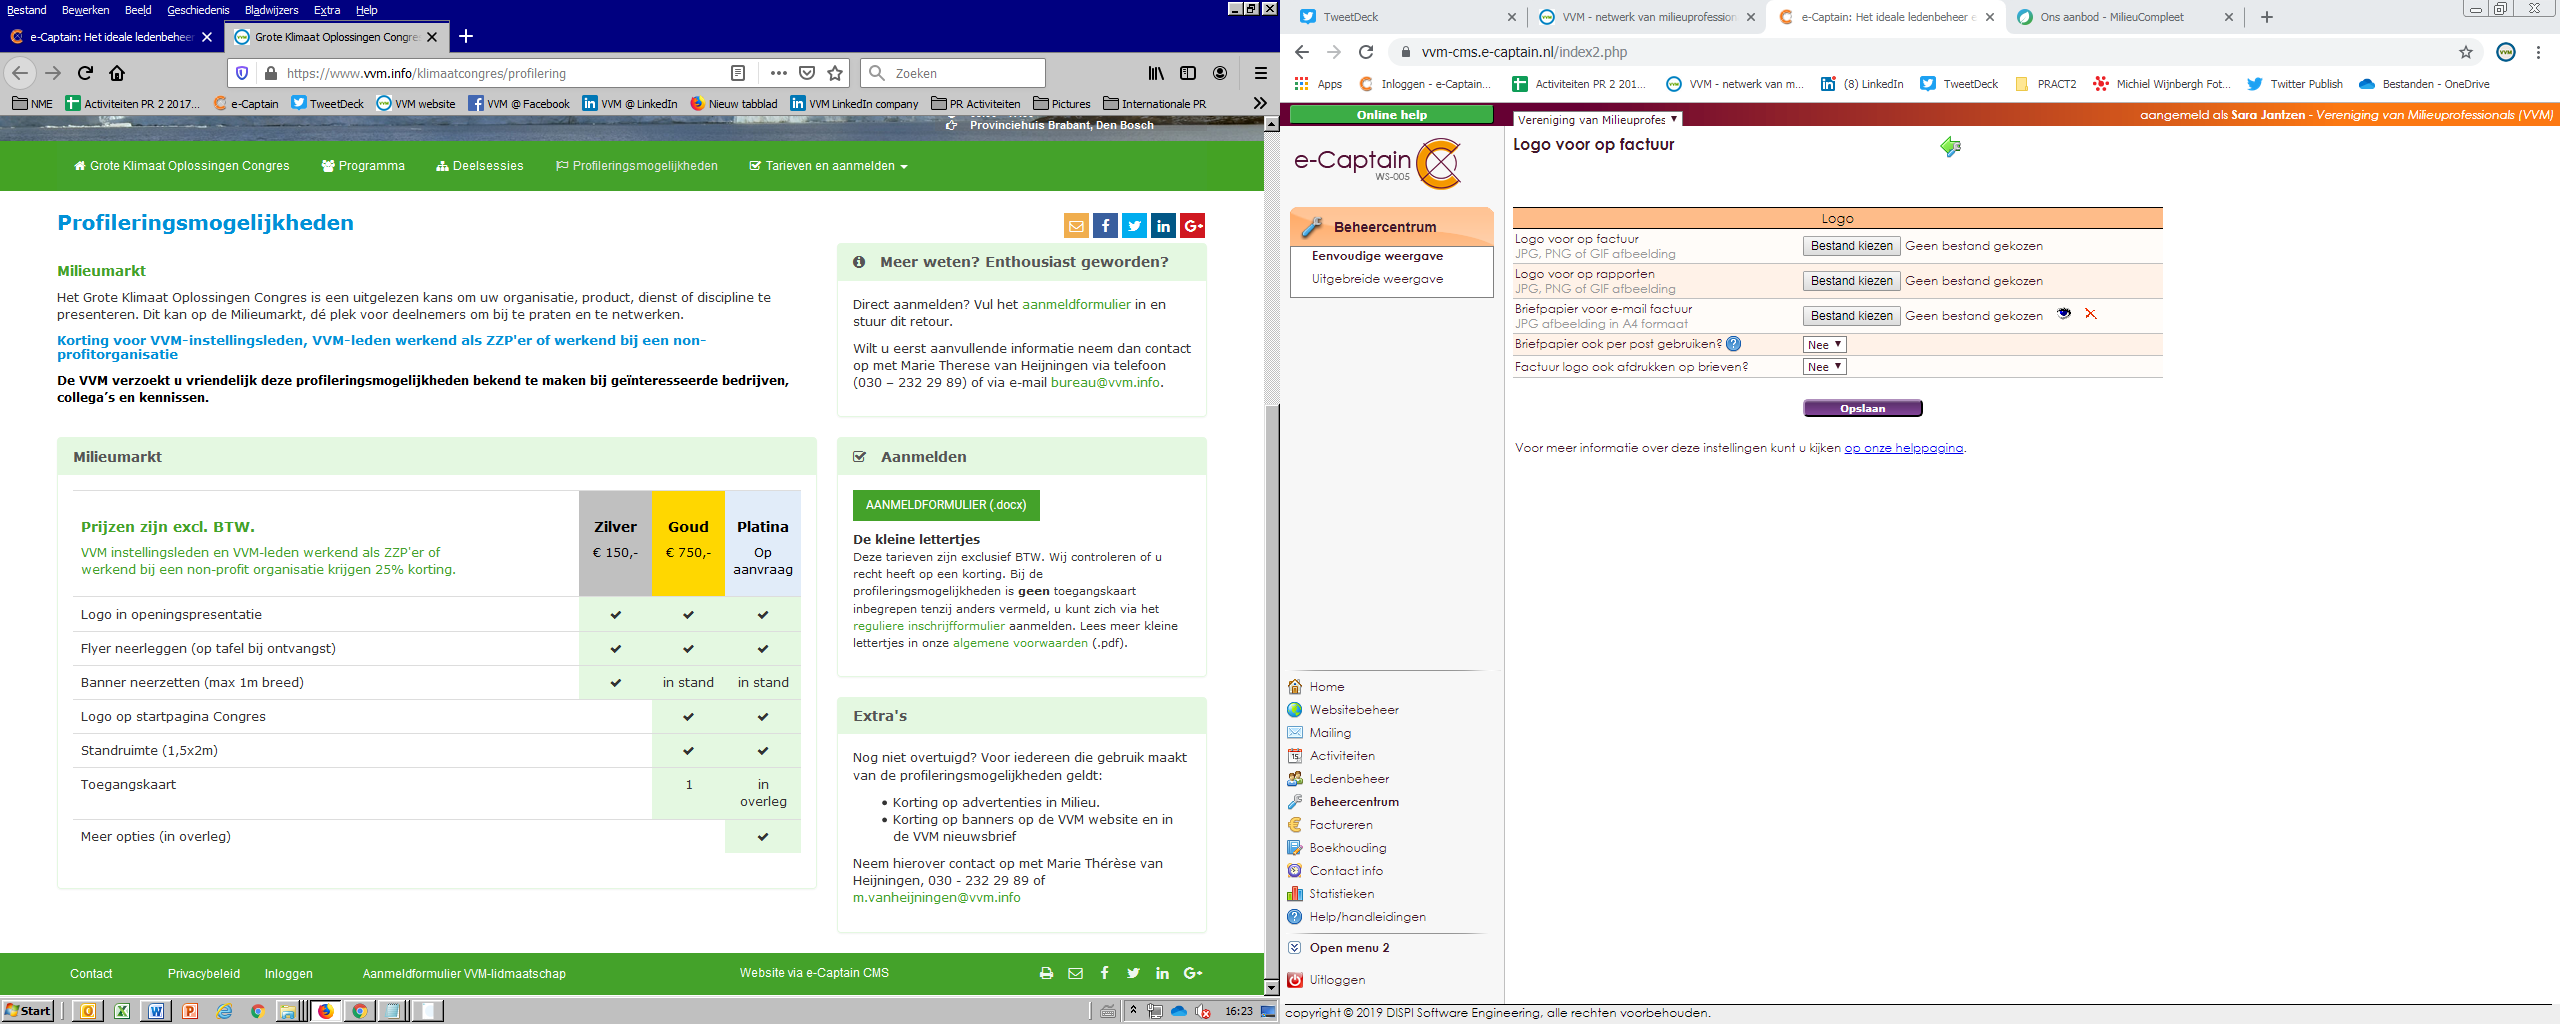 Bestand Bewerken Beeld Geschiedenis Bladwijzers Extra Help
e-Captain: Het ideale ledenbeheer
Grote Klimaat Oplossingen Congres
https://www.vvm.info/klimaatcongres/profilering
Zoeken
NME Activiteiten PR 2 2017... e-Captain TweetDeck VVM website VVM @ Facebook VVM @ LinkedIn Nieuw tabblad VVM LinkedIn company PR Activiteiten Pictures Internationale PR
Provinciehuis Brabant, Den Bosch
Grote Klimaat Oplossingen Congres Programma Deelsessies Profileringsmogelijkheden Tarieven en aanmelden
Profileringsmogelijkheden
Milieumarkt
Het Grote Klimaat Oplossingen Congres is een uitgelezen kans om uw organisatie, product, dienst of discipline te
presenteren. Dit kan op de Milieumarkt, dé plek voor deelnemers om bij te praten en te netwerken.
Korting voor VVM-instellingsleden, VVM-leden werkend als ZZP'er of werkend bij een non-
profitorganisatie
De VVM verzoekt u vriendelijk deze profileringsmogelijkheden bekend te maken bij geïnteresseerde bedrijven,
collega's en kennissen.
Milieumarkt
Prijzen zijn excl. BTW.
VVM instellingsleden en VVM-leden werkend als ZZP'er of
werkend bij een non-profit organisatie krijgen 25% korting.
Zilver Goud Platina
€ 150,- € 750,- Op
aanvraag
Logo in openingspresentatie
Flyer neerleggen (op tafel bij ontvangst)
Banner neerzetten (max 1m breed) in stand in stand
Logo op startpagina Congres
Standruimte (1,5x2m)
Toegangskaart 1 in
overleg
Meer opties (in overleg)
Meer weten? Enthousiast geworden?
Direct aanmelden? Vul het aanmeldformulier in en
stuur dit retour.
Wilt u eerst aanvullende informatie neem dan contact
op met Marie Therese van Heijningen via telefoon
(030 – 232 29 89) of via e-mail bureau@vvm.info.
Aanmelden
AANMELDFORMULIER (.docx)
De kleine lettertjes
Deze tarieven zijn exclusief BTW. Wij controleren of u
recht heeft op een korting. Bij de
profileringsmogelijkheden is geen toegangskaart
inbegrepen tenzij anders vermeld, u kunt zich via het
reguliere inschrijfformulier aanmelden. Lees meer kleine
lettertjes in onze algemene voorwaarden (.pdf).
Extra's
Nog niet overtuigd? Voor iedereen die gebruik maakt
van de profileringsmogelijkheden geldt:
• Korting op advertenties in Milieu.
• Korting op banners op de VVM website en in
de VVM nieuwsbrief
Neem hierover contact op met Marie Thérèse van
Heijningen, 030 - 232 29 89 of
m.vanheijningen@vvm.info
Contact Privacybeleid Inloggen Aanmeldformulier VVM-lidmaatschap Website via e-Captain CMS
Start 16:23
TweetDeck
VVM - netwerk van milieuprofession
e-Captain: Het ideale ledenbeheer e
Ons aanbod - MilieuCompleet
vvm-cms.e-captain.nl/index2.php
Apps Inloggen - e-Captain... Activiteiten PR 2 201... VVM - netwerk van m... (8) LinkedIn TweetDeck PRACT2 Michiel Wijnbergh Fot... Twitter Publish Bestanden - OneDrive
Online help
Vereniging van Milieuprofes
aangemeld als Sara Jantzen - Vereniging van Milieuprofessionals (VVM)
e-Captain
WS-005
Beheercentrum
Eenvoudige weergave
Uitgebreide weergave
Logo voor op factuur
Logo
Logo voor op factuur
JPG, PNG of GIF afbeelding
Bestand kiezen Geen bestand gekozen
Logo voor op rapporten
JPG, PNG of GIF afbeelding
Bestand kiezen Geen bestand gekozen
Briefpapier voor e-mail factuur
JPG afbeelding in A4 formaat
Bestand kiezen Geen bestand gekozen
Briefpapier ook per post gebruiken? Nee
Factuur logo ook afdrukken op brieven? Nee
Opslaan
Voor meer informatie over deze instellingen kunt u kijken op onze helppagina.
Home
Websitebeheer
Mailing
Activiteiten
Ledenbeheer
Beheercentrum
Factureren
Boekhouding
Contact info
Statistieken
Help/handleidingen
Open menu 2
Uitloggen
copyright © 2019 DISPI Software Engineering, alle rechten voorbehouden.